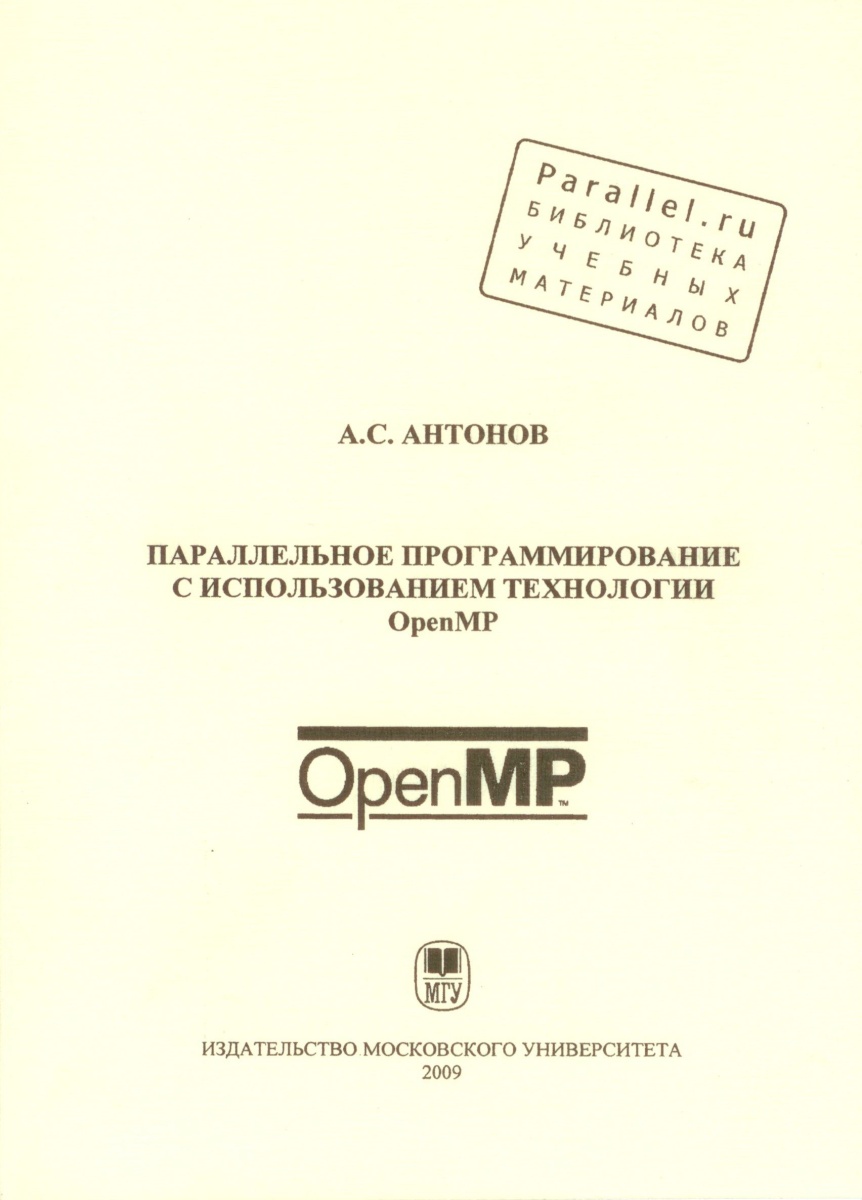 Parallel.ru
БИБЛИОТЕКА
УЧЕБНЫХ
МАТЕРИАЛОВ
А.С. АНТОНОВ
ПАРАЛЛЕЛЬНОЕ ПРОГРАММИРОВАНИЕ
С ИСПОЛЬЗОВАНИЕМ ТЕХНОЛОГИИ
OpenMP
OpenMP™
МГУ
ИЗДАТЕЛЬСТВО МОСКОВСКОГО УНИВЕРСИТЕТА
2009